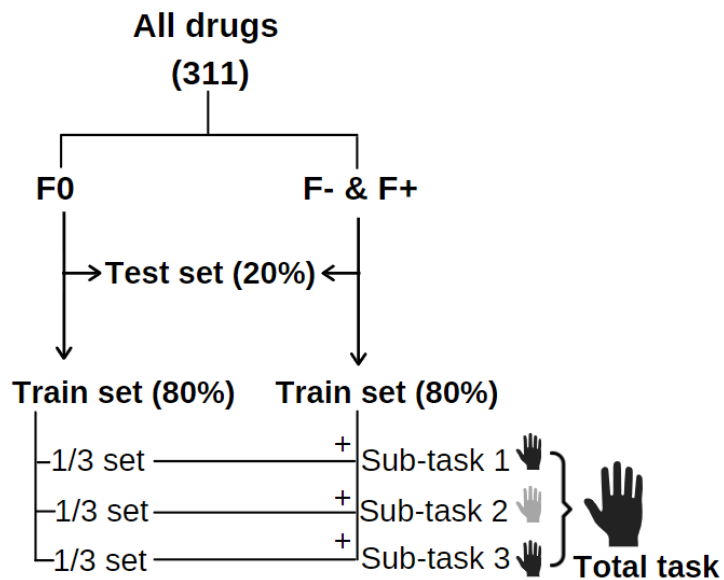 All drugs
(311)
F0
F- & F+
Test set (20%)
Train set (80%)
Train set (80%)
1/3 set
+
Sub-task 1
1/3 set
+
Sub-task 2
1/3 set
+
Sub-task 3
Total task